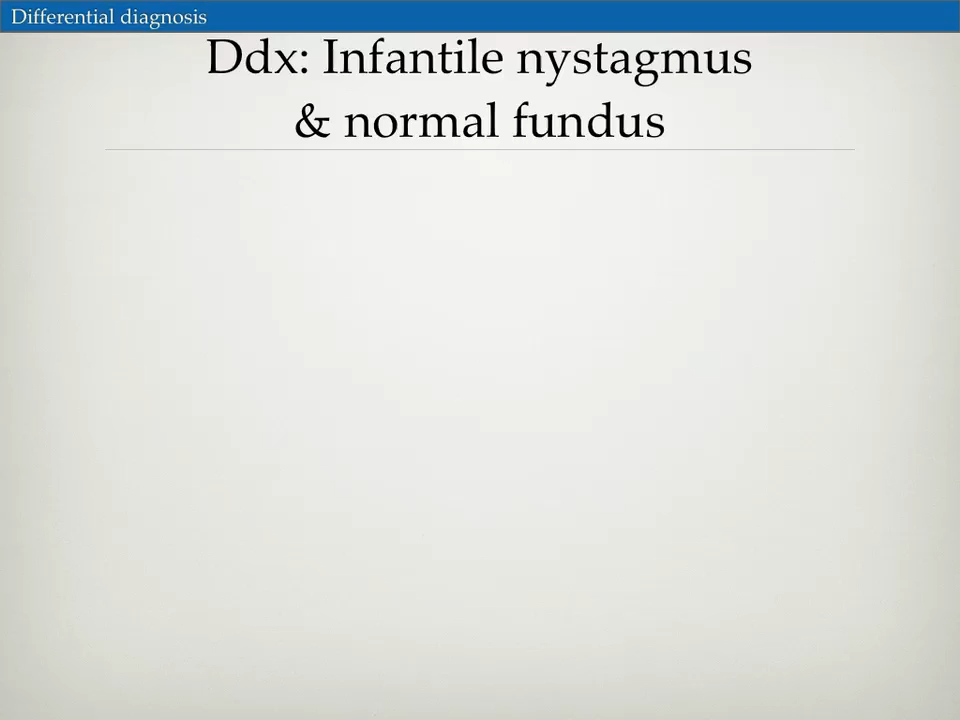 Differential diagnosis
Ddx: Infantile nystagmus
& normal fundus